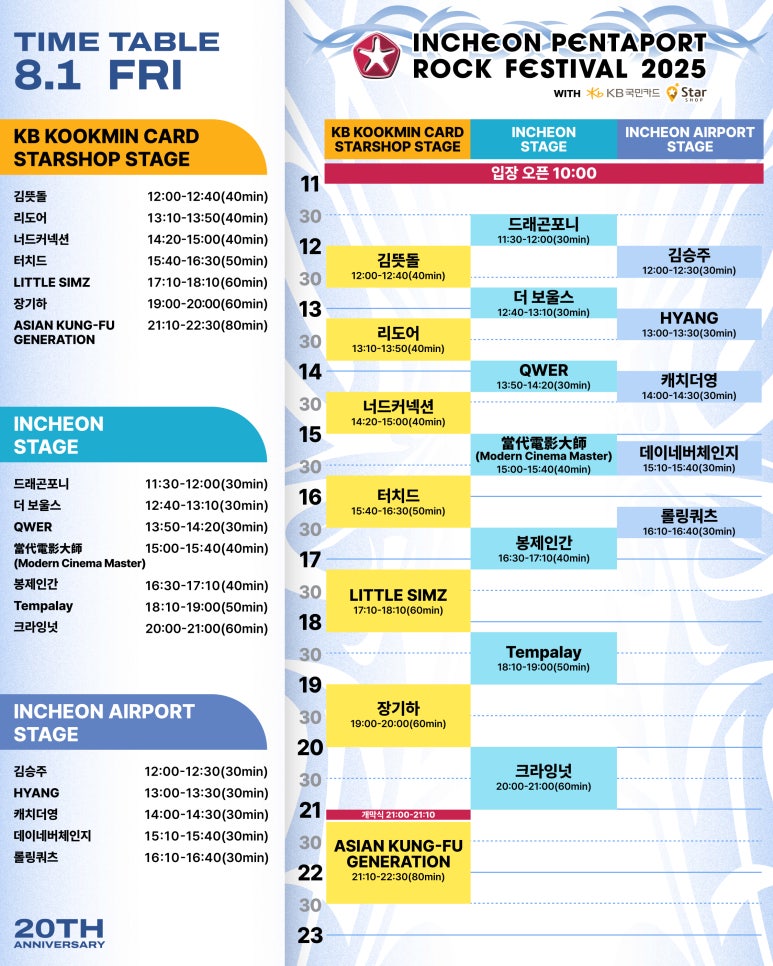 TIME TABLE
8.1 FRI
KB KOOKMIN CARD
STARSHOP STAGE
김뜻돌 12:00-12:40(40min)
리도어 13:10-13:50(40min)
너드커넥션 14:20-15:00(40min)
터치드 15:40-16:30(50min)
LITTLE SIMZ 17:10-18:10(60min)
장기하 19:00-20:00(60min)
ASIAN KUNG-FU 21:10-22:30(80min)
GENERATION
INCHEON
STAGE
드래곤포니 11:30-12:00(30min)
더 보울스 12:40-13:10(30min)
QWER 13:50-14:20(30min)
當代電影大師 15:00-15:40(40min)
(Modern Cinema Master)
봉제인간 16:30-17:10(40min)
Tempalay 18:10-19:00(50min)
크라잉넛 20:00-21:00(60min)
INCHEON AIRPORT
STAGE
김승주 12:00-12:30(30min)
HYANG 13:00-13:30(30min)
캐치더영 14:00-14:30(30min)
데이네버체인지 15:10-15:40(30min)
롤링쿼츠 16:10-16:40(30min)
20TH
ANNIVERSARY
INCHEON PENTAPORT
ROCK FESTIVAL 2025
WITH KB국민카드 Star
SHOP
KB KOOKMIN CARD
STARSHOP STAGE
INCHEON
STAGE
INCHEON AIRPORT
STAGE
입장 오픈 10:00
11
30
드래곤포니
11:30-12:00(30min)
12
김뜻돌
12:00-12:40(40min)
김승주
12:00-12:30(30min)
30
더 보울스
12:40-13:10(30min)
13
HYANG
13:00-13:30(30min)
리도어
13:10-13:50(40min)
30
QWER
13:50-14:20(30min)
14
캐치더영
14:00-14:30(30min)
30
너드커넥션
14:20-15:00(40min)
15
當代電影大師
(Modern Cinema Master)
15:00-15:40(40min)
데이네버체인지
15:10-15:40(30min)
30
터치드
15:40-16:30(50min)
16
롤링쿼츠
16:10-16:40(30min)
30
봉제인간
16:30-17:10(40min)
17
30
LITTLE SIMZ
17:10-18:10(60min)
18
30
Tempalay
18:10-19:00(50min)
19
장기하
19:00-20:00(60min)
30
20
크라잉넛
20:00-21:00(60min)
30
21
개막식 21:00-21:10
30
ASIAN KUNG-FU
GENERATION
21:10-22:30(80min)
22
30
23